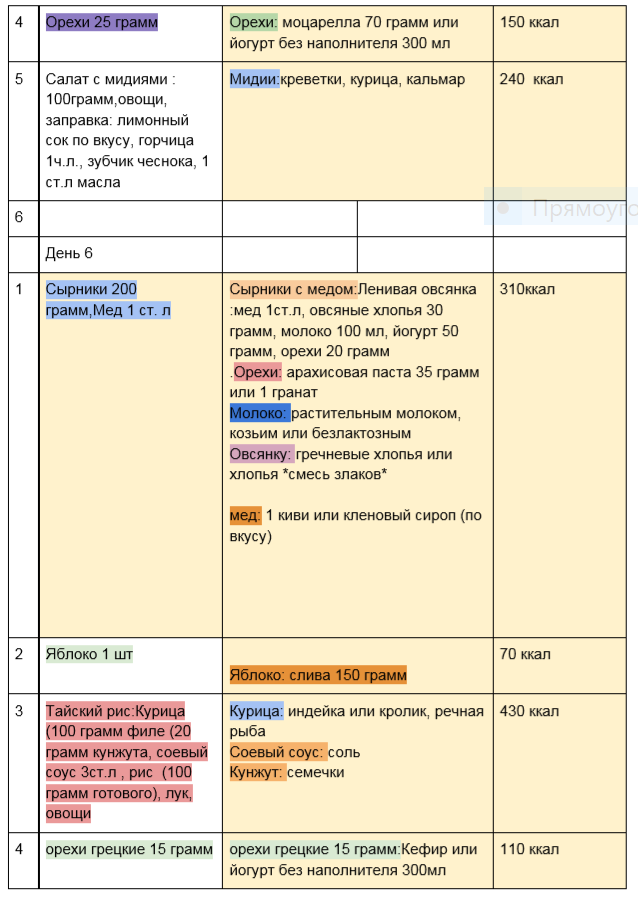 4
Орехи 25 грамм
Орехи: моцарелла 70 грамм или
йогурт без наполнителя 300 мл
150 ккал
5
Салат с мидиями :
100грамм,овощи,
заправка: лимонный
сок по вкусу, горчица
1ч.л., зубчик чеснока, 1
ст.л масла
Мидии:креветки, курица, кальмар
240 ккал
6
Прямоуго
День 6
1
Сырники 200
грамм,Мед 1 ст. л
Сырники с медом:Ленивая овсянка
:мед 1ст.л, овсяные хлопья 30
грамм, молоко 100 мл, йогурт 50
грамм, орехи 20 грамм
.Орехи: арахисовая паста 35 грамм
или 1 гранат
Молоко: растительным молоком,
козьим или безлактозным
Овсянку: гречневые хлопья или
хлопья *смесь злаков*
мед: 1 киви или кленовый сироп (по
вкусу)
310ккал
2
Яблоко 1 шт
Яблоко: слива 150 грамм
70 ккал
3
Тайский рис:Курица
(100 грамм филе (20
грамм кунжута, соевый
соус 3ст.л , рис (100
грамм готового), лук,
овощи
Курица: индейка или кролик, речная
рыба
Соевый соус: соль
Кунжут: семечки
430 ккал
4
орехи грецкие 15 грамм
орехи грецкие 15 грамм:Кефир или
йогурт без наполнителя 300мл
110 ккал